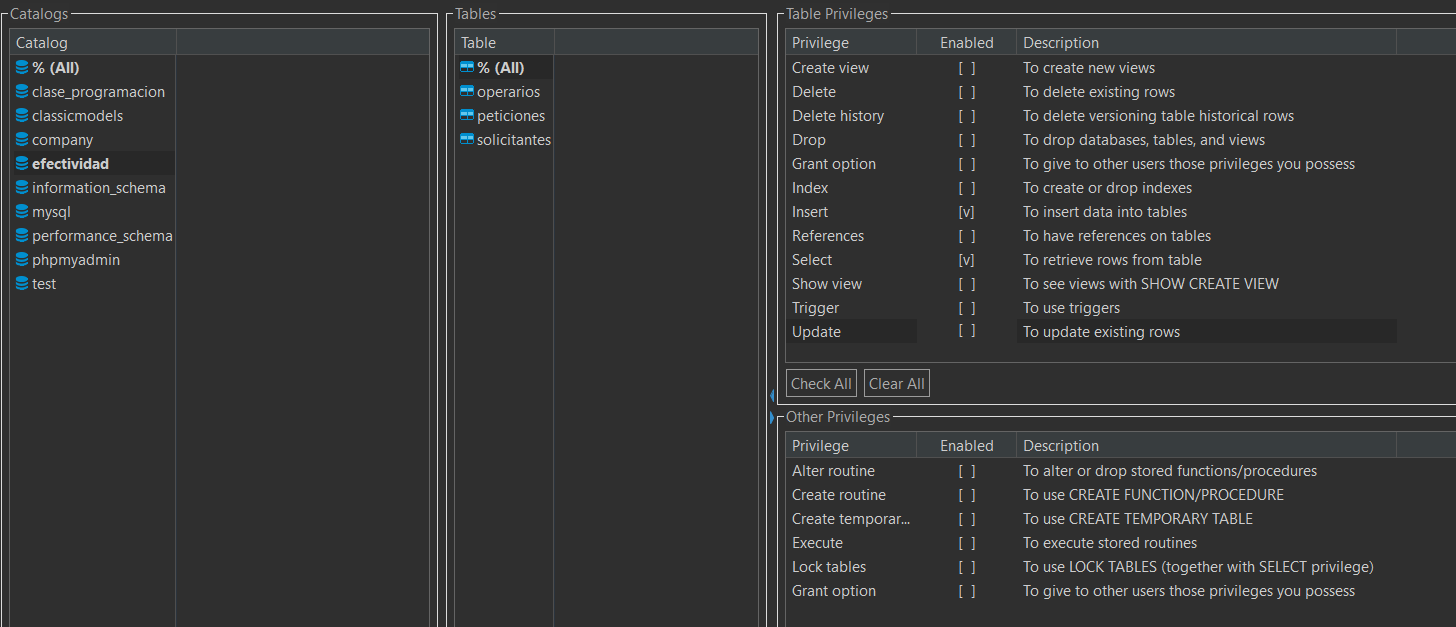 Catalogs
Catalog
% (All)
clase_programacion
classicmodels
company
efectividad
information_schema
mysql
performance_schema
phpmyadmin
test
Tables
Table
% (All)
operarios
peticiones
solicitantes
Table Privileges
Privilege Enabled Description
Create view [ ] To create new views
Delete [ ] To delete existing rows
Delete history [ ] To delete versioning table historical rows
Drop [ ] To drop databases, tables, and views
Grant option [ ] To give to other users those privileges you possess
Index [ ] To create or drop indexes
Insert [v] To insert data into tables
References [ ] To have references on tables
Select [v] To retrieve rows from table
Show view [ ] To see views with SHOW CREATE VIEW
Trigger [ ] To use triggers
Update [ ] To update existing rows
Check All Clear All
Other Privileges
Privilege Enabled Description
Alter routine [ ] To alter or drop stored functions/procedures
Create routine [ ] To use CREATE FUNCTION/PROCEDURE
Create temporar... [ ] To use CREATE TEMPORARY TABLE
Execute [ ] To execute stored routines
Lock tables [ ] To use LOCK TABLES (together with SELECT privilege)
Grant option [ ] To give to other users those privileges you possess